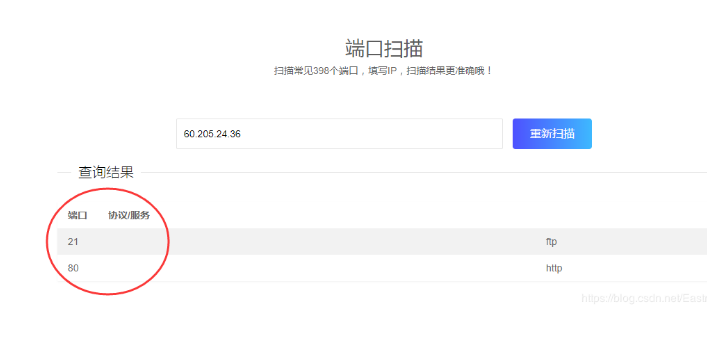 端口扫描
扫描常见398个端口，填写IP，扫描结果更准确哦！
60.205.24.36 重新扫描
查询结果
端口 协议/服务
21 ftp
80 http
https://blog.csdn.net/